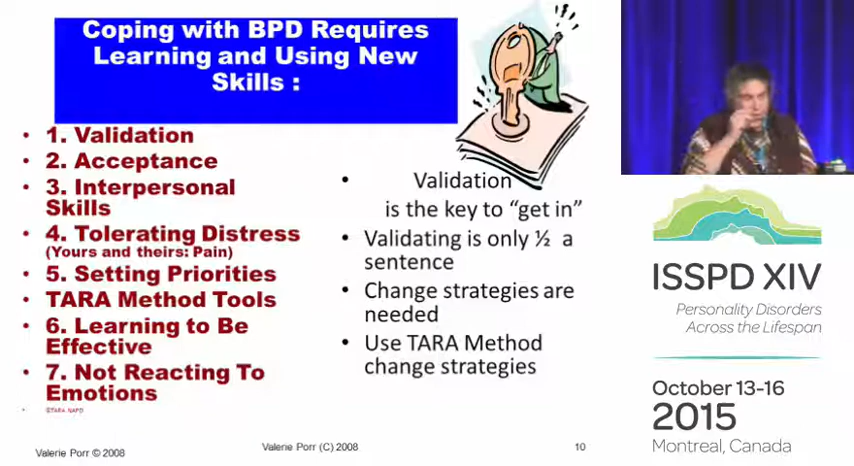 Coping with BPD Requires
Learning and Using New
Skills :
• 1. Validation
• 2. Acceptance
• 3. Interpersonal
Skills
• 4. Tolerating Distress
(Yours and theirs: Pain)
• 5. Setting Priorities
• TARA Method Tools
• 6. Learning to Be
Effective
• 7. Not Reacting To
Emotions
• ©TARA NAPD
• Validation
is the key to “get in”
• Validating is only ½ a
sentence
• Change strategies are
needed
• Use TARA Method
change strategies
Valerie Porr © 2008
Valerie Porr (C) 2008
10
ISSPD XIV
Personality Disorders
Across the Lifespan
October 13-16
2015
Montreal, Canada